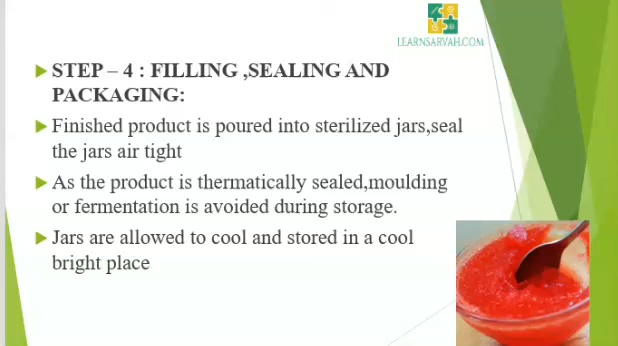 LEARNSARVAH.COM
STEP – 4 : FILLING ,SEALING AND
PACKAGING:
Finished product is poured into sterilized jars,seal
the jars air tight
As the product is thermatically sealed,moulding
or fermentation is avoided during storage.
Jars are allowed to cool and stored in a cool
bright place